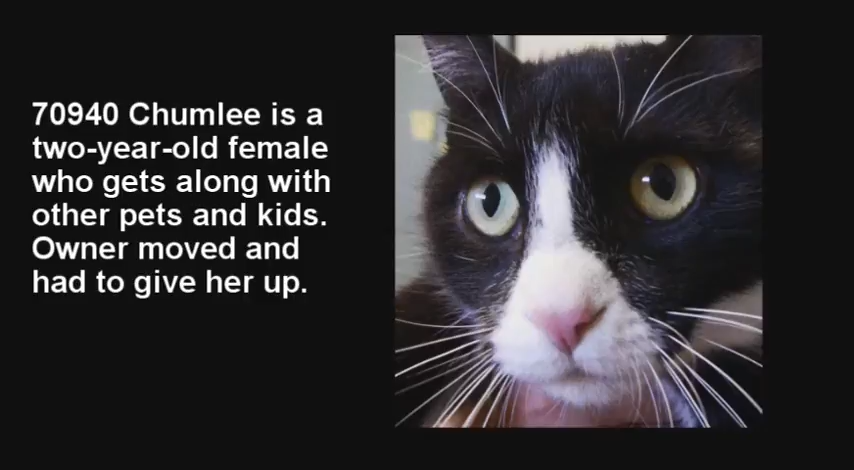 70940 Chumlee is a
two-year-old female
who gets along with
other pets and kids.
Owner moved and
had to give her up.